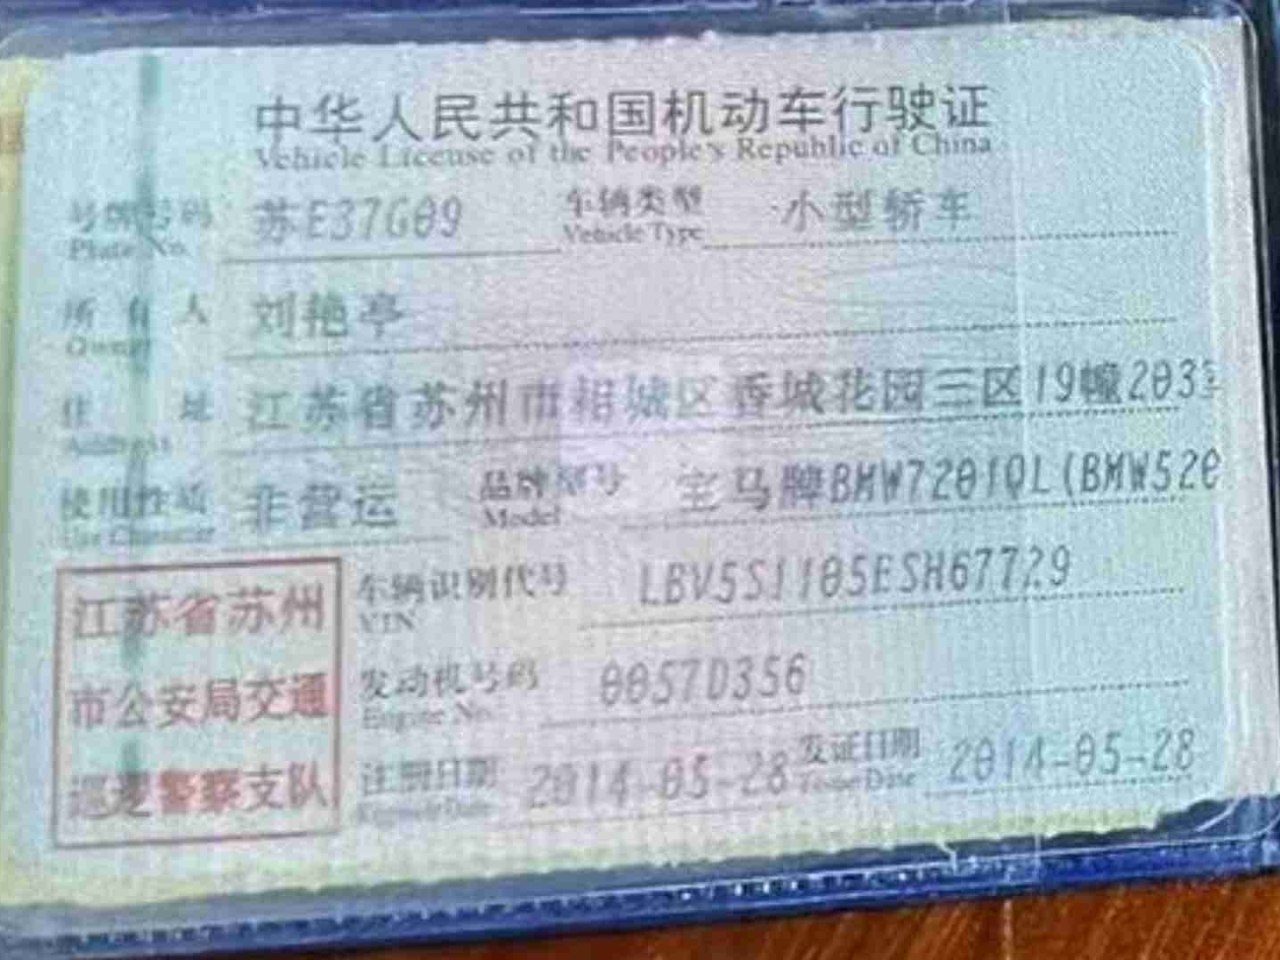 中华人民共和国机动车行驶证
Vehicle License of the People's Republic of China
号牌号码 苏E37G09 车辆类型 小型轿车
Plate No. Vehicle Type
所有人 刘艳亭
Owner
住址 江苏省苏州市相城区香城花园三区19幢203
Address
使用性质 非营运 品牌型号 宝马牌BMW7201QL(BMW520
Use Character Model
车辆识别代号 LBV5S1105ESH67729
VIN
发动机号码 0057D356
Engine No.
注册日期 2014-05-28 发证日期 2014-05-28
Issue Date
江苏省苏州
市公安局交通
巡逻警察支队